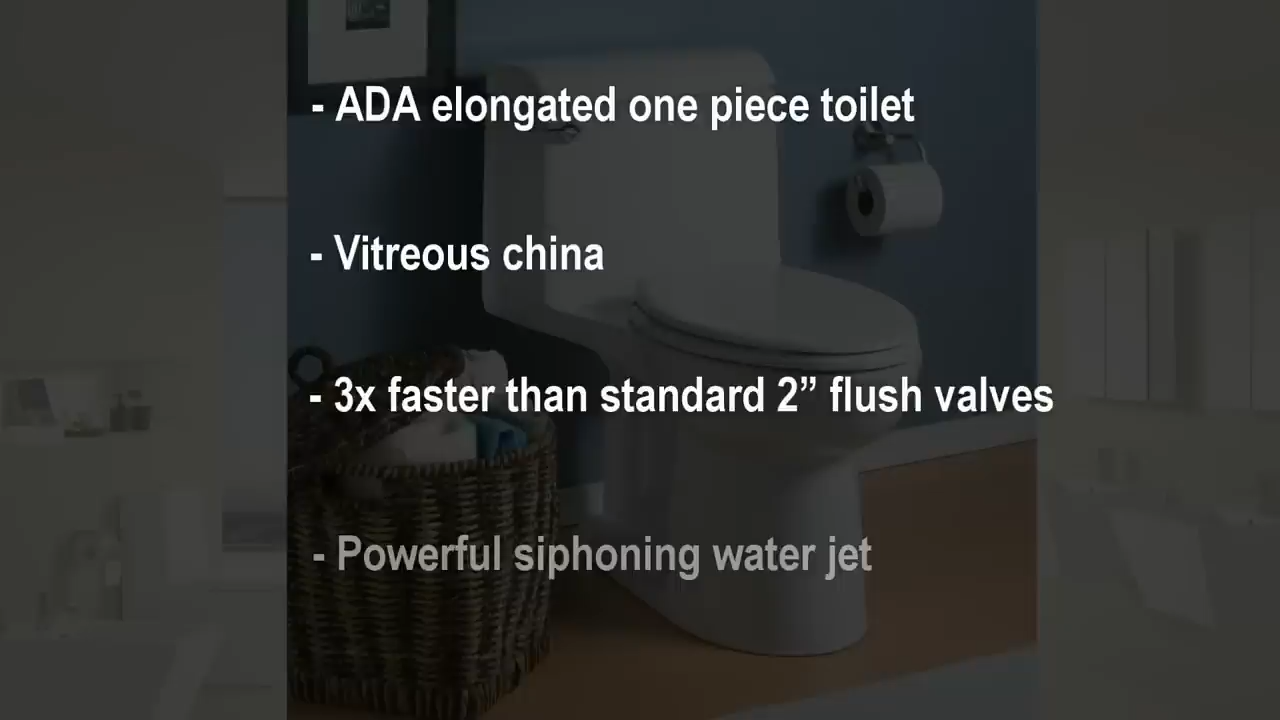 - ADA elongated one piece toilet
- Vitreous china
- 3x faster than standard 2” flush valves
- Powerful siphoning water jet